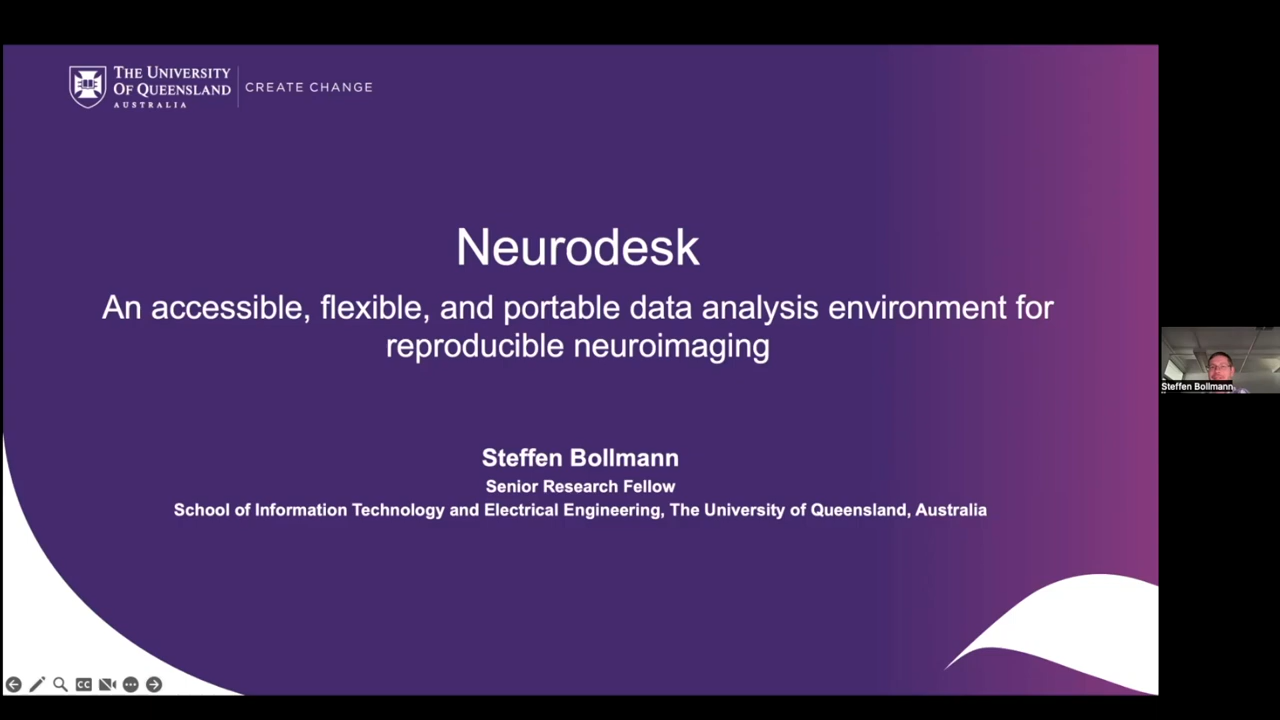 THE UNIVERSITY
OF QUEENSLAND
AUSTRALIA
CREATE CHANGE
Neurodesk
An accessible, flexible, and portable data analysis environment for
reproducible neuroimaging
Steffen Bollmann
Senior Research Fellow
School of Information Technology and Electrical Engineering, The University of Queensland, Australia
Steffen Bollmann
CC